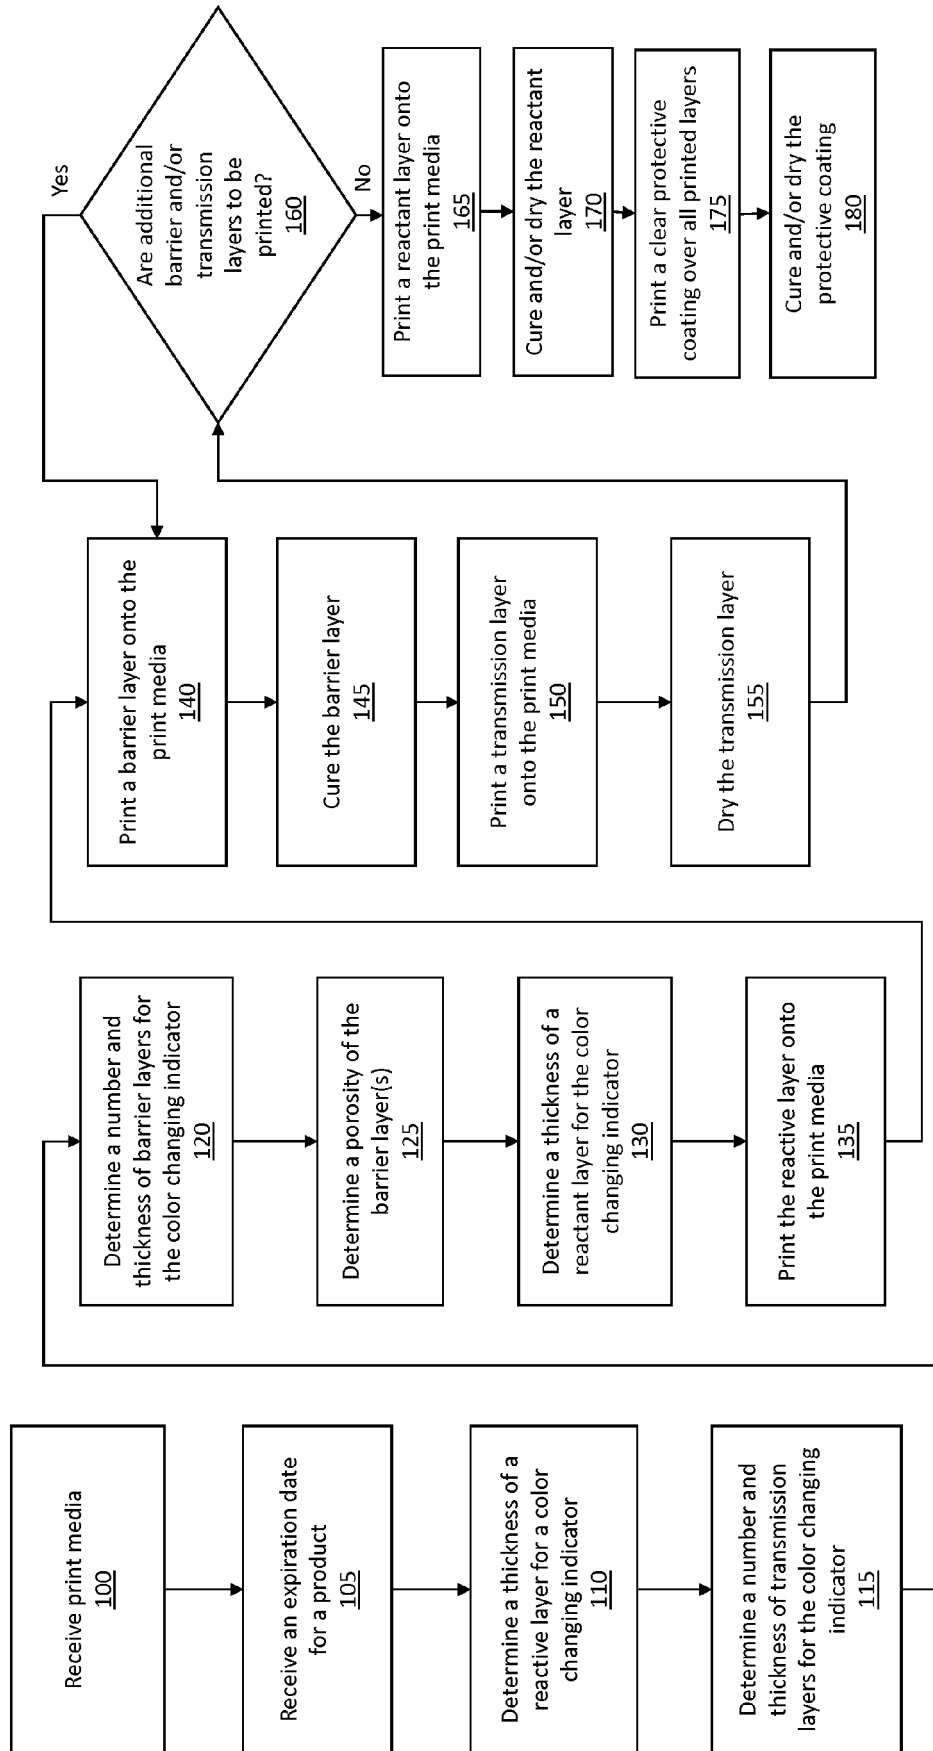 Receive print media
100
Receive an expiration date
for a product
105
Determine a thickness of a
reactive layer for a color
changing indicator
110
Determine a number and
thickness of transmission
layers for the color changing
indicator
115
Determine a number and
thickness of barrier layers for
the color changing indicator
120
Determine a porosity of the
barrier layer(s)
125
Determine a thickness of a
reactant layer for the color
changing indicator
130
Print the reactive layer onto
the print media
135
Print a barrier layer onto the
print media
140
Cure the barrier layer
145
Print a transmission layer
onto the print media
150
Dry the transmission layer
155
Yes
Are additional
barrier and/or
transmission
layers to be
printed?
160
No
Print a reactant layer onto
the print media
165
Cure and/or dry the reactant
layer
170
Print a clear protective
coating over all printed layers
175
Cure and/or dry the
protective coating
180